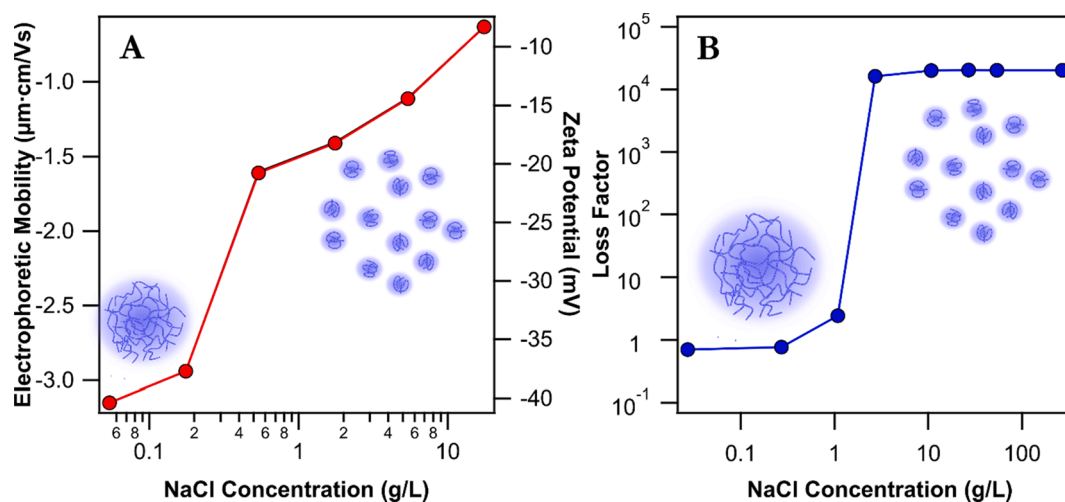 A
Electrophoretic Mobility (µm·cm/Vs)
-1.0
-1.5
-2.0
-2.5
-3.0
Zeta Potential (mV)
-10
-15
-20
-25
-30
-35
-40
6 8 2 4 6 8 2 4 6 8
0.1 1 10
NaCl Concentration (g/L)
B
Loss Factor
10^5
10^4
10^3
10^2
10
1
10^-1
0.1 1 10 100
NaCl Concentration (g/L)